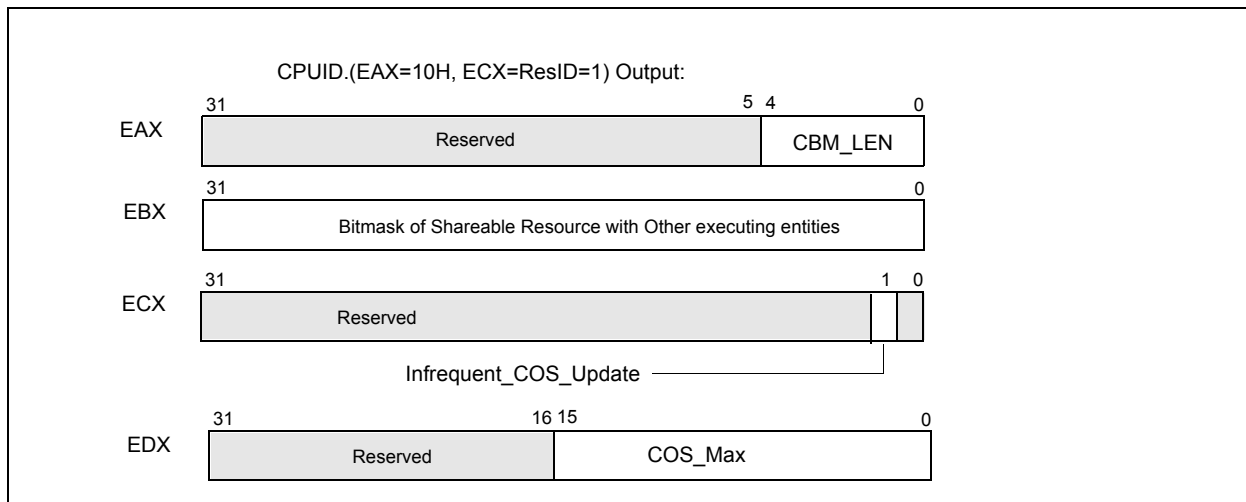 CPUID.(EAX=10H, ECX=ResID=1) Output:
31 5 4 0
EAX Reserved CBM_LEN
31 0
EBX Bitmask of Shareable Resource with Other executing entities
31 1 0
ECX Reserved
Infrequent_COS_Update
31 16 15 0
EDX Reserved COS_Max